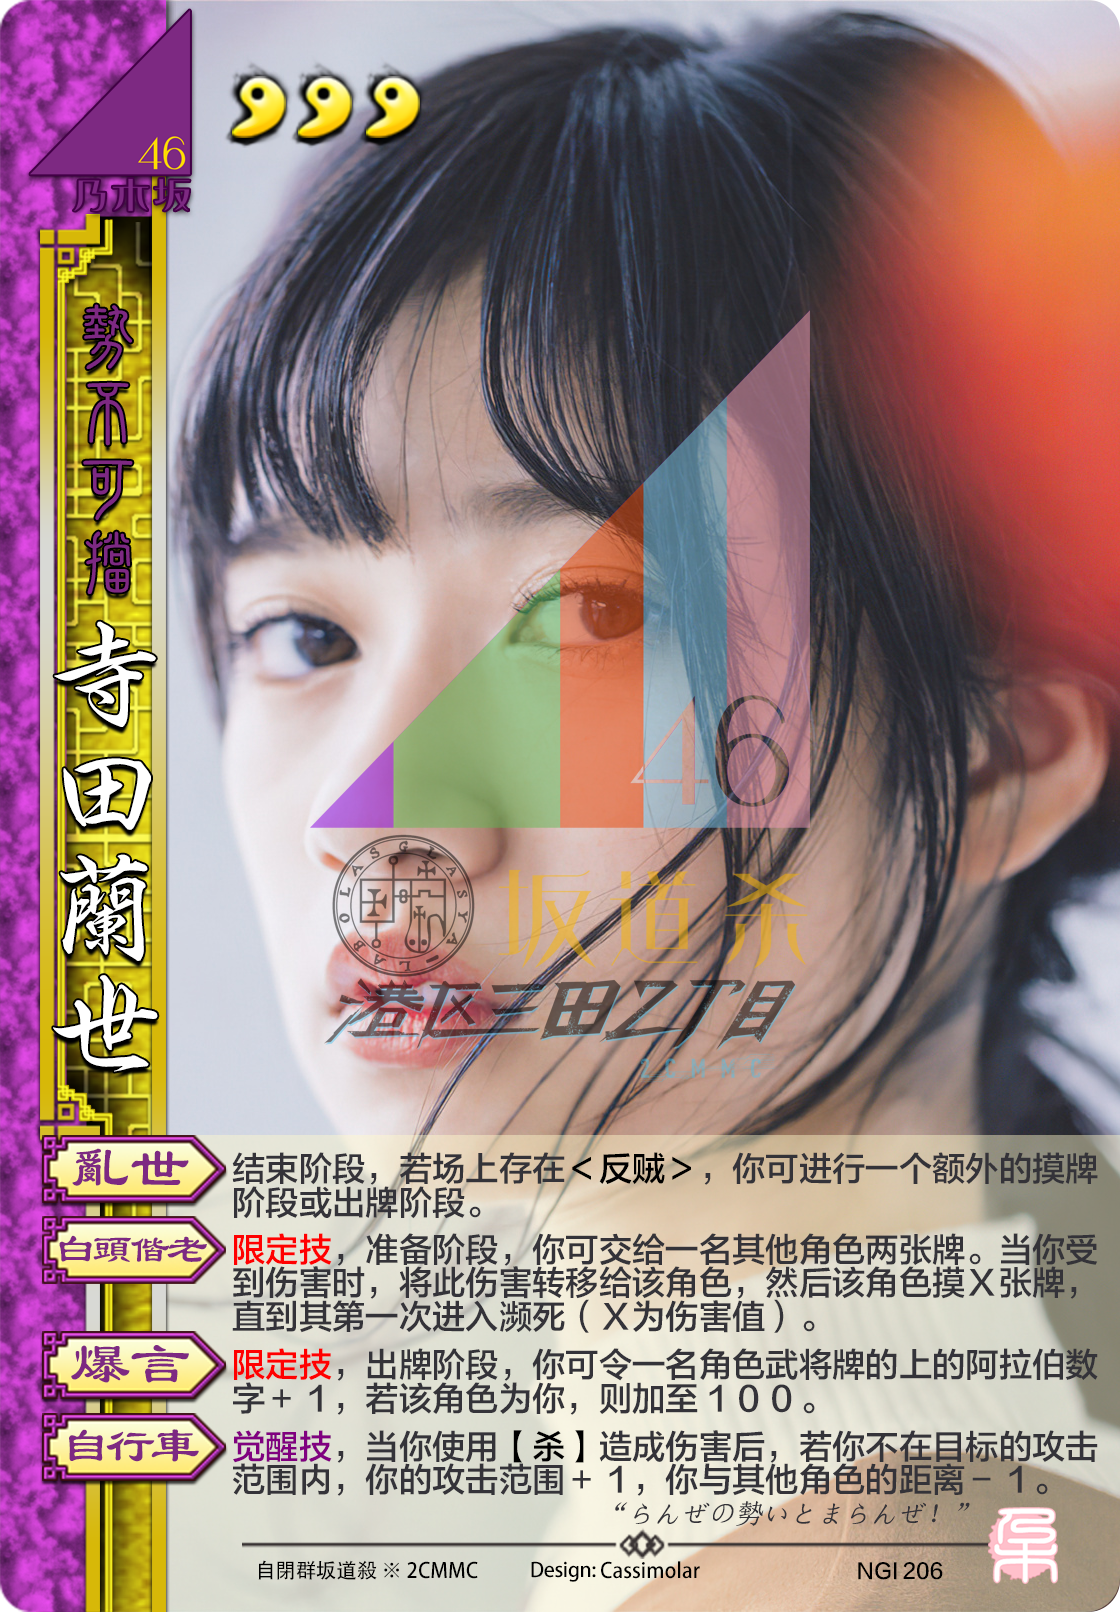 46
乃木坂
勢不可擋
寺田蘭世
46
GLASYA-LABOLAS
坂道杀
港区三田乙丁目
2CMMC
亂世
结束阶段，若场上存在＜反贼＞，你可进行一个额外的摸牌
阶段或出牌阶段。
白頭偕老
限定技，准备阶段，你可交给一名其他角色两张牌。当你受
到伤害时，将此伤害转移给该角色，然后该角色摸X张牌，
直到其第一次进入濒死（X为伤害值）。
爆言
限定技，出牌阶段，你可令一名角色武将牌的上的阿拉伯数
字＋１，若该角色为你，则加至１００。
自行車
觉醒技，当你使用【杀】造成伤害后，若你不在目标的攻击
范围内，你的攻击范围＋１，你与其他角色的距离－１。
“らんぜの勢いとまらんぜ！”
自閉群坂道殺 ※ 2CMMC Design: Cassimolar NGI 206